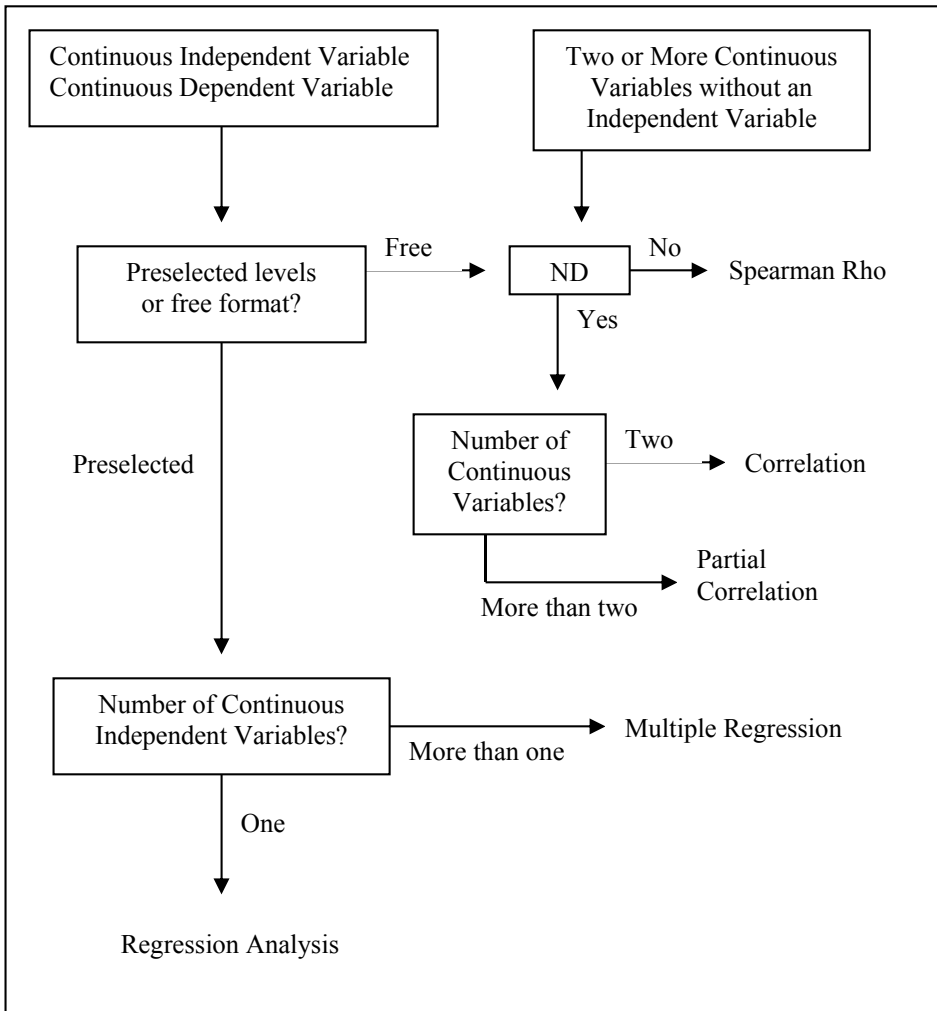 Continuous Independent Variable
Continuous Dependent Variable
Two or More Continuous
Variables without an
Independent Variable
Preselected levels
or free format?
Free
ND
No
Spearman Rho
Yes
Number of
Continuous
Variables?
Two
Correlation
Preselected
More than two
Partial
Correlation
Number of Continuous
Independent Variables?
More than one
Multiple Regression
One
Regression Analysis